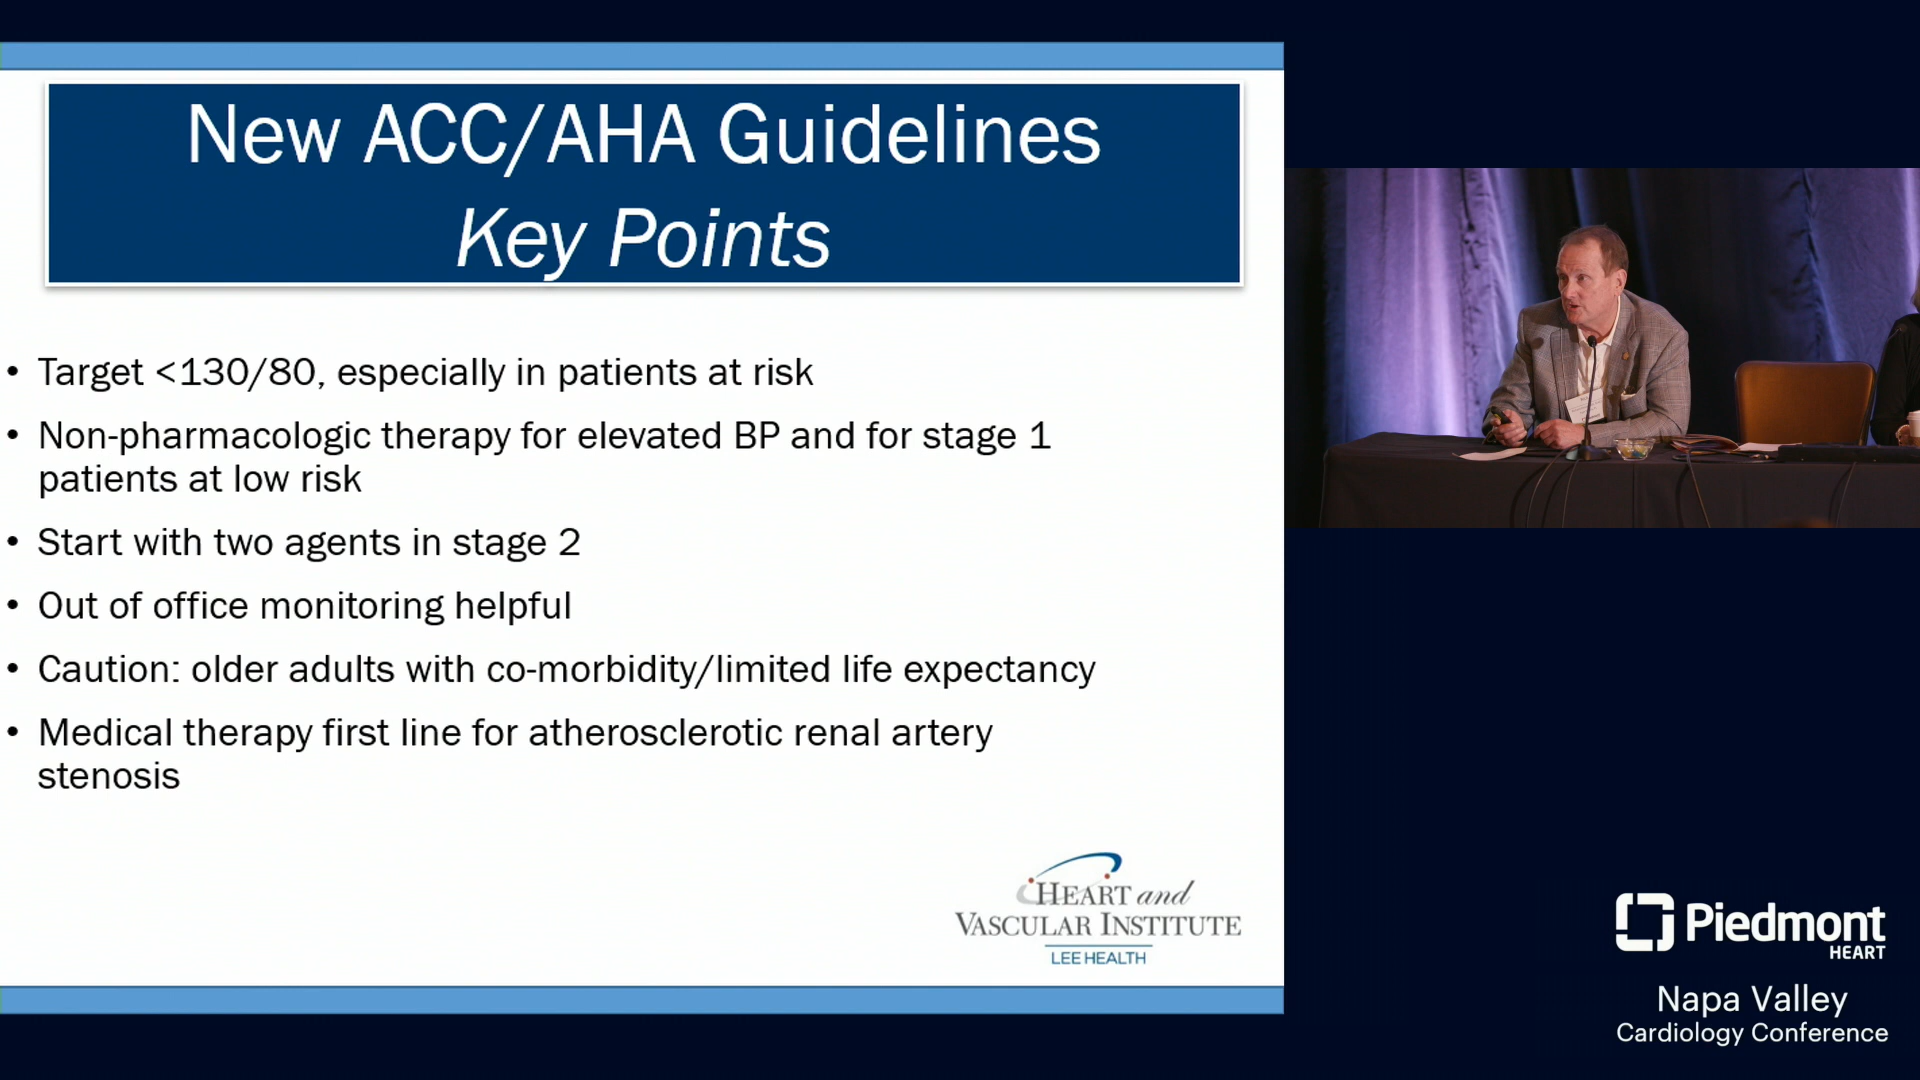 New ACC/AHA Guidelines
Key Points
• Target <130/80, especially in patients at risk
• Non-pharmacologic therapy for elevated BP and for stage 1
patients at low risk
• Start with two agents in stage 2
• Out of office monitoring helpful
• Caution: older adults with co-morbidity/limited life expectancy
• Medical therapy first line for atherosclerotic renal artery
stenosis
HEART and
VASCULAR INSTITUTE
LEE HEALTH
Piedmont
HEART
Napa Valley
Cardiology Conference